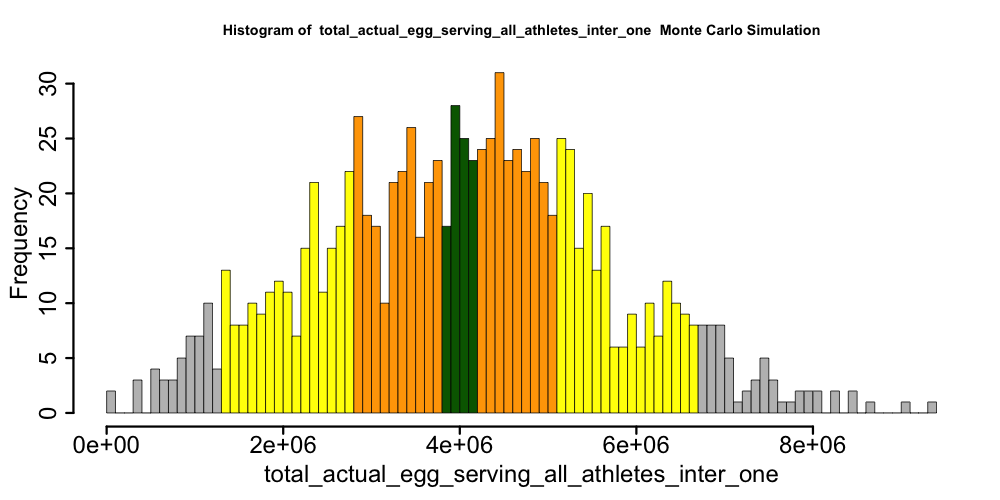 Histogram of total_actual_egg_serving_all_athletes_inter_one Monte Carlo Simulation
Frequency
30
25
20
15
10
5
0
0e+00 2e+06 4e+06 6e+06 8e+06
total_actual_egg_serving_all_athletes_inter_one